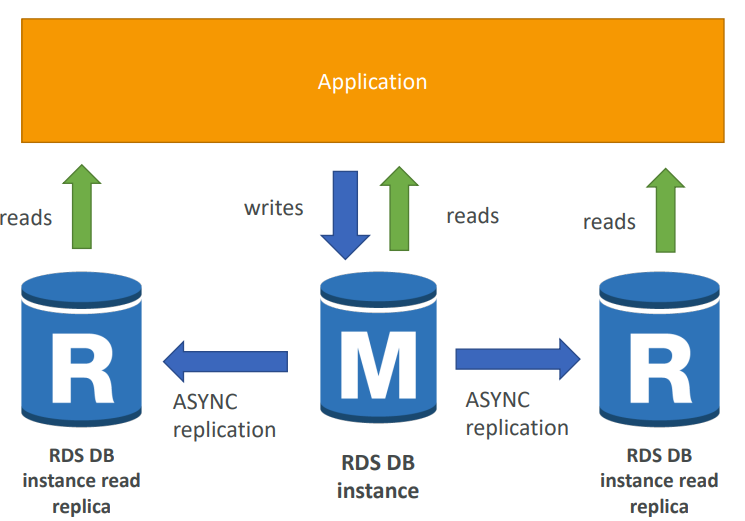 Application
reads
writes
reads
reads
R
M
R
ASYNC
replication
ASYNC
replication
RDS DB
instance read
replica
RDS DB
instance
RDS DB
instance read
replica